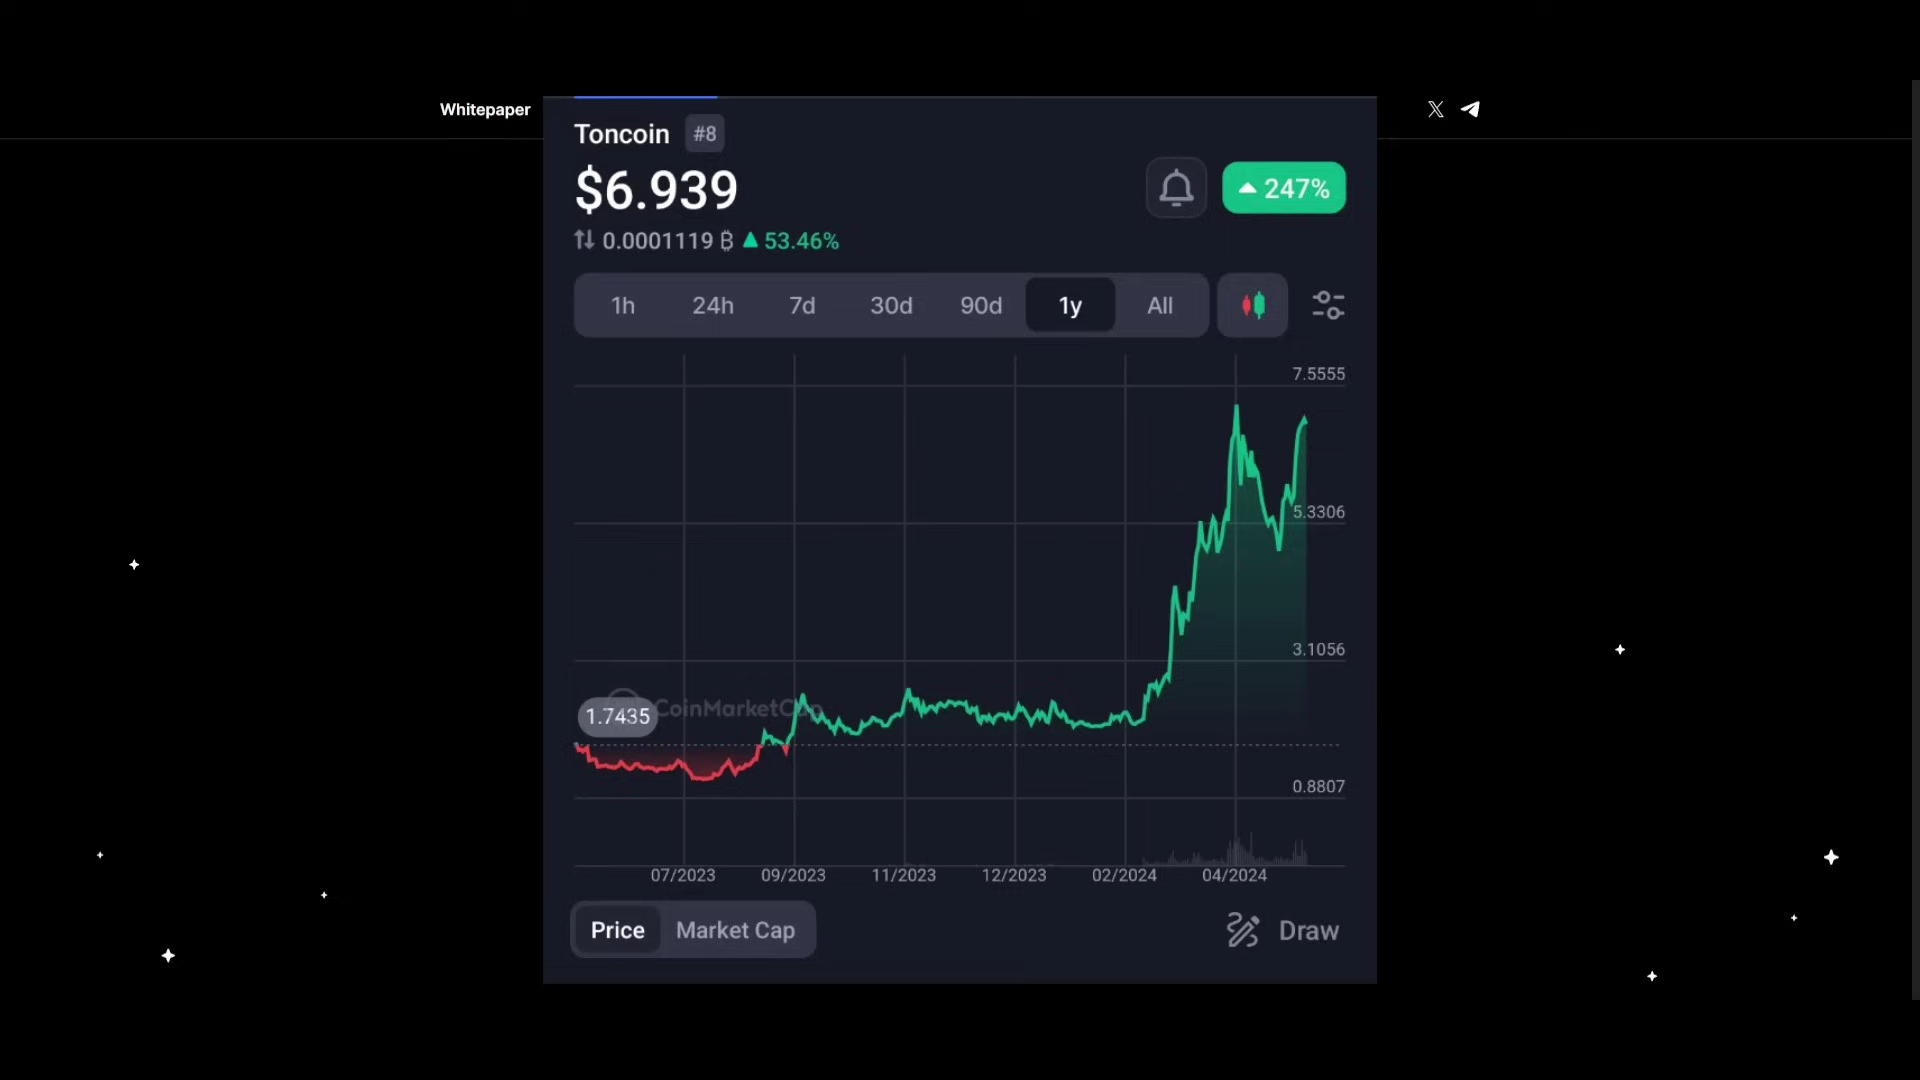 Whitepaper
Toncoin #8
$6.939
247%
0.0001119 ₿ 53.46%
1h 24h 7d 30d 90d 1y All
7.5555
5.3306
3.1056
CoinMarketCap
1.7435
0.8807
07/2023 09/2023 11/2023 12/2023 02/2024 04/2024
Price Market Cap Draw